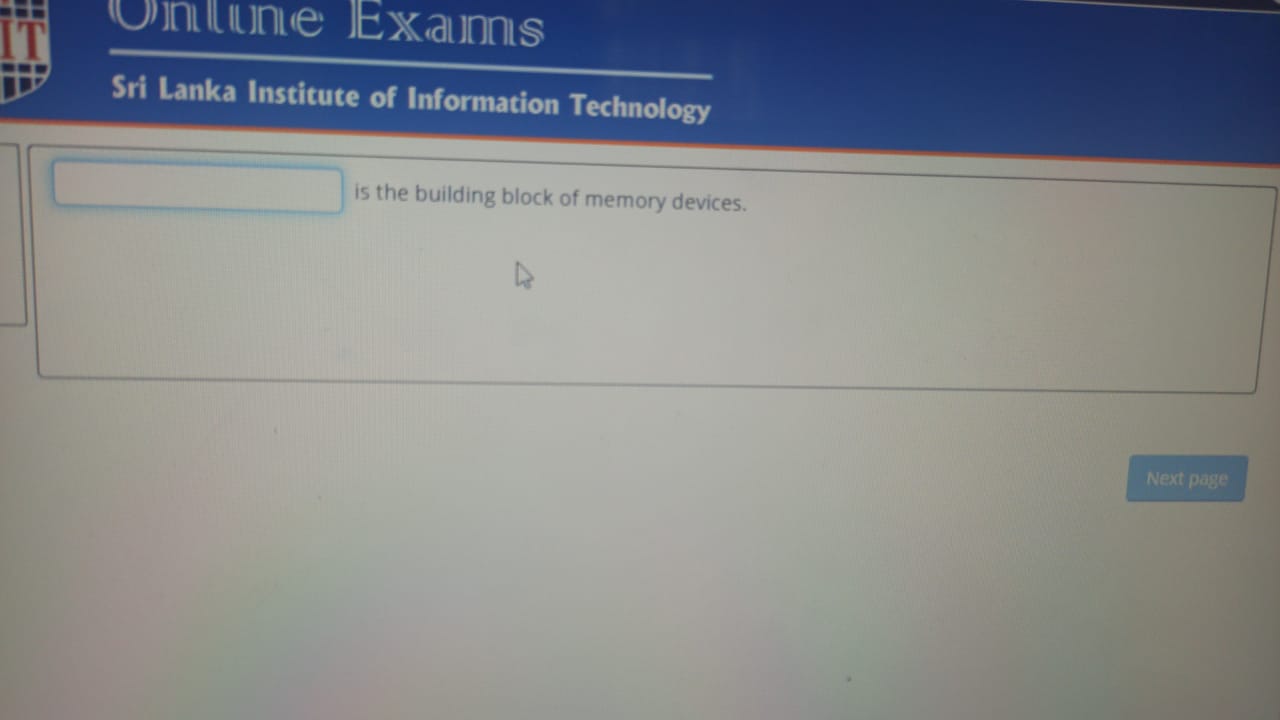 IT
Online Exams
Sri Lanka Institute of Information Technology
is the building block of memory devices.
Next page